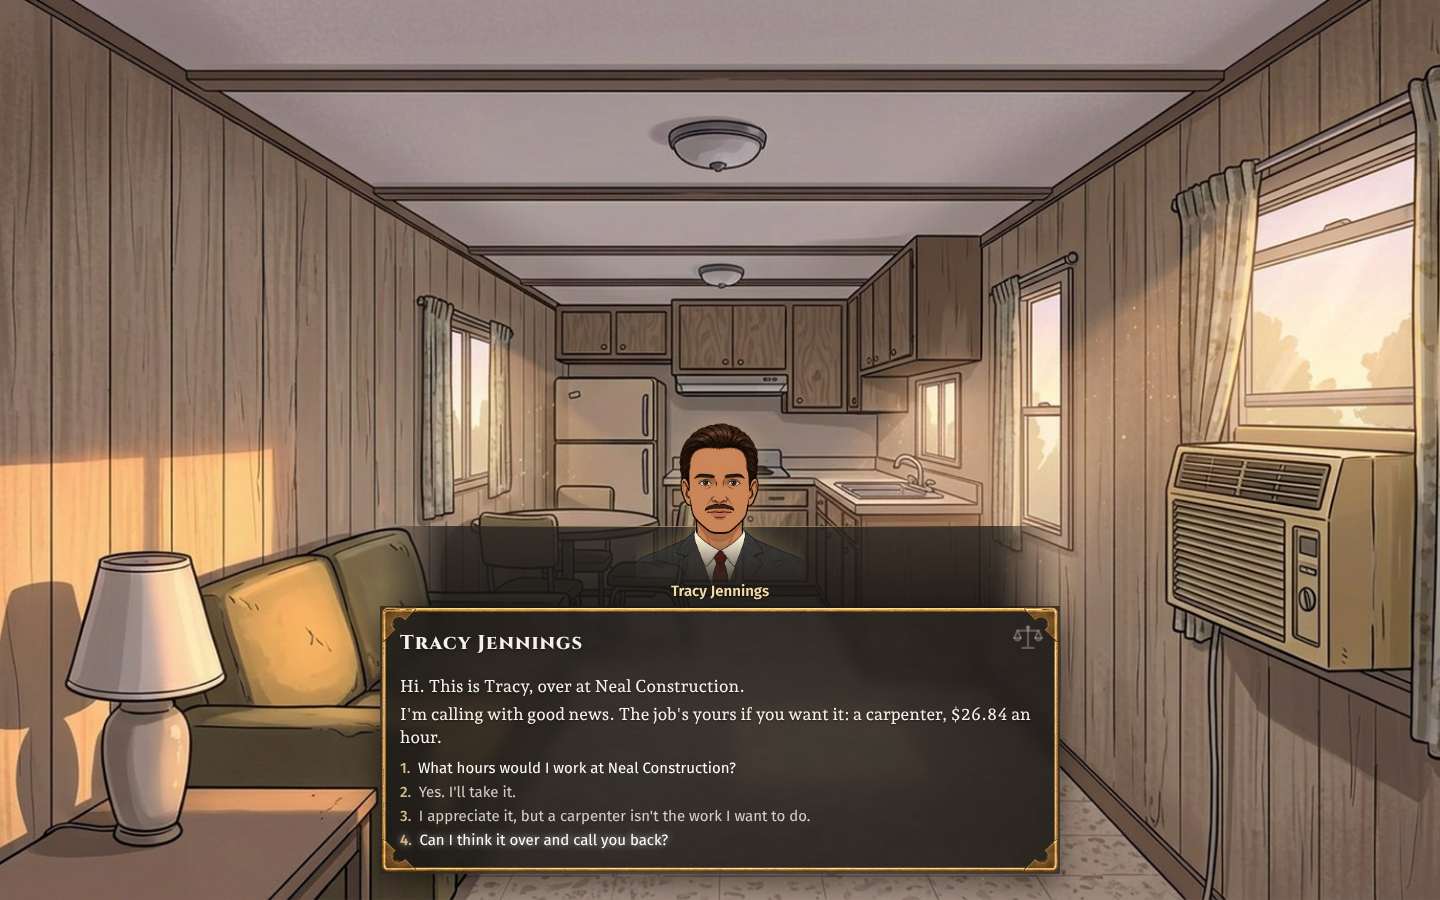 Tracy Jennings
Tracy Jennings
Hi. This is Tracy, over at Neal Construction.
I'm calling with good news. The job's yours if you want it: a carpenter, $26.84 an
hour.
1. What hours would I work at Neal Construction?
2. Yes. I'll take it.
3. I appreciate it, but a carpenter isn't the work I want to do.
4. Can I think it over and call you back?